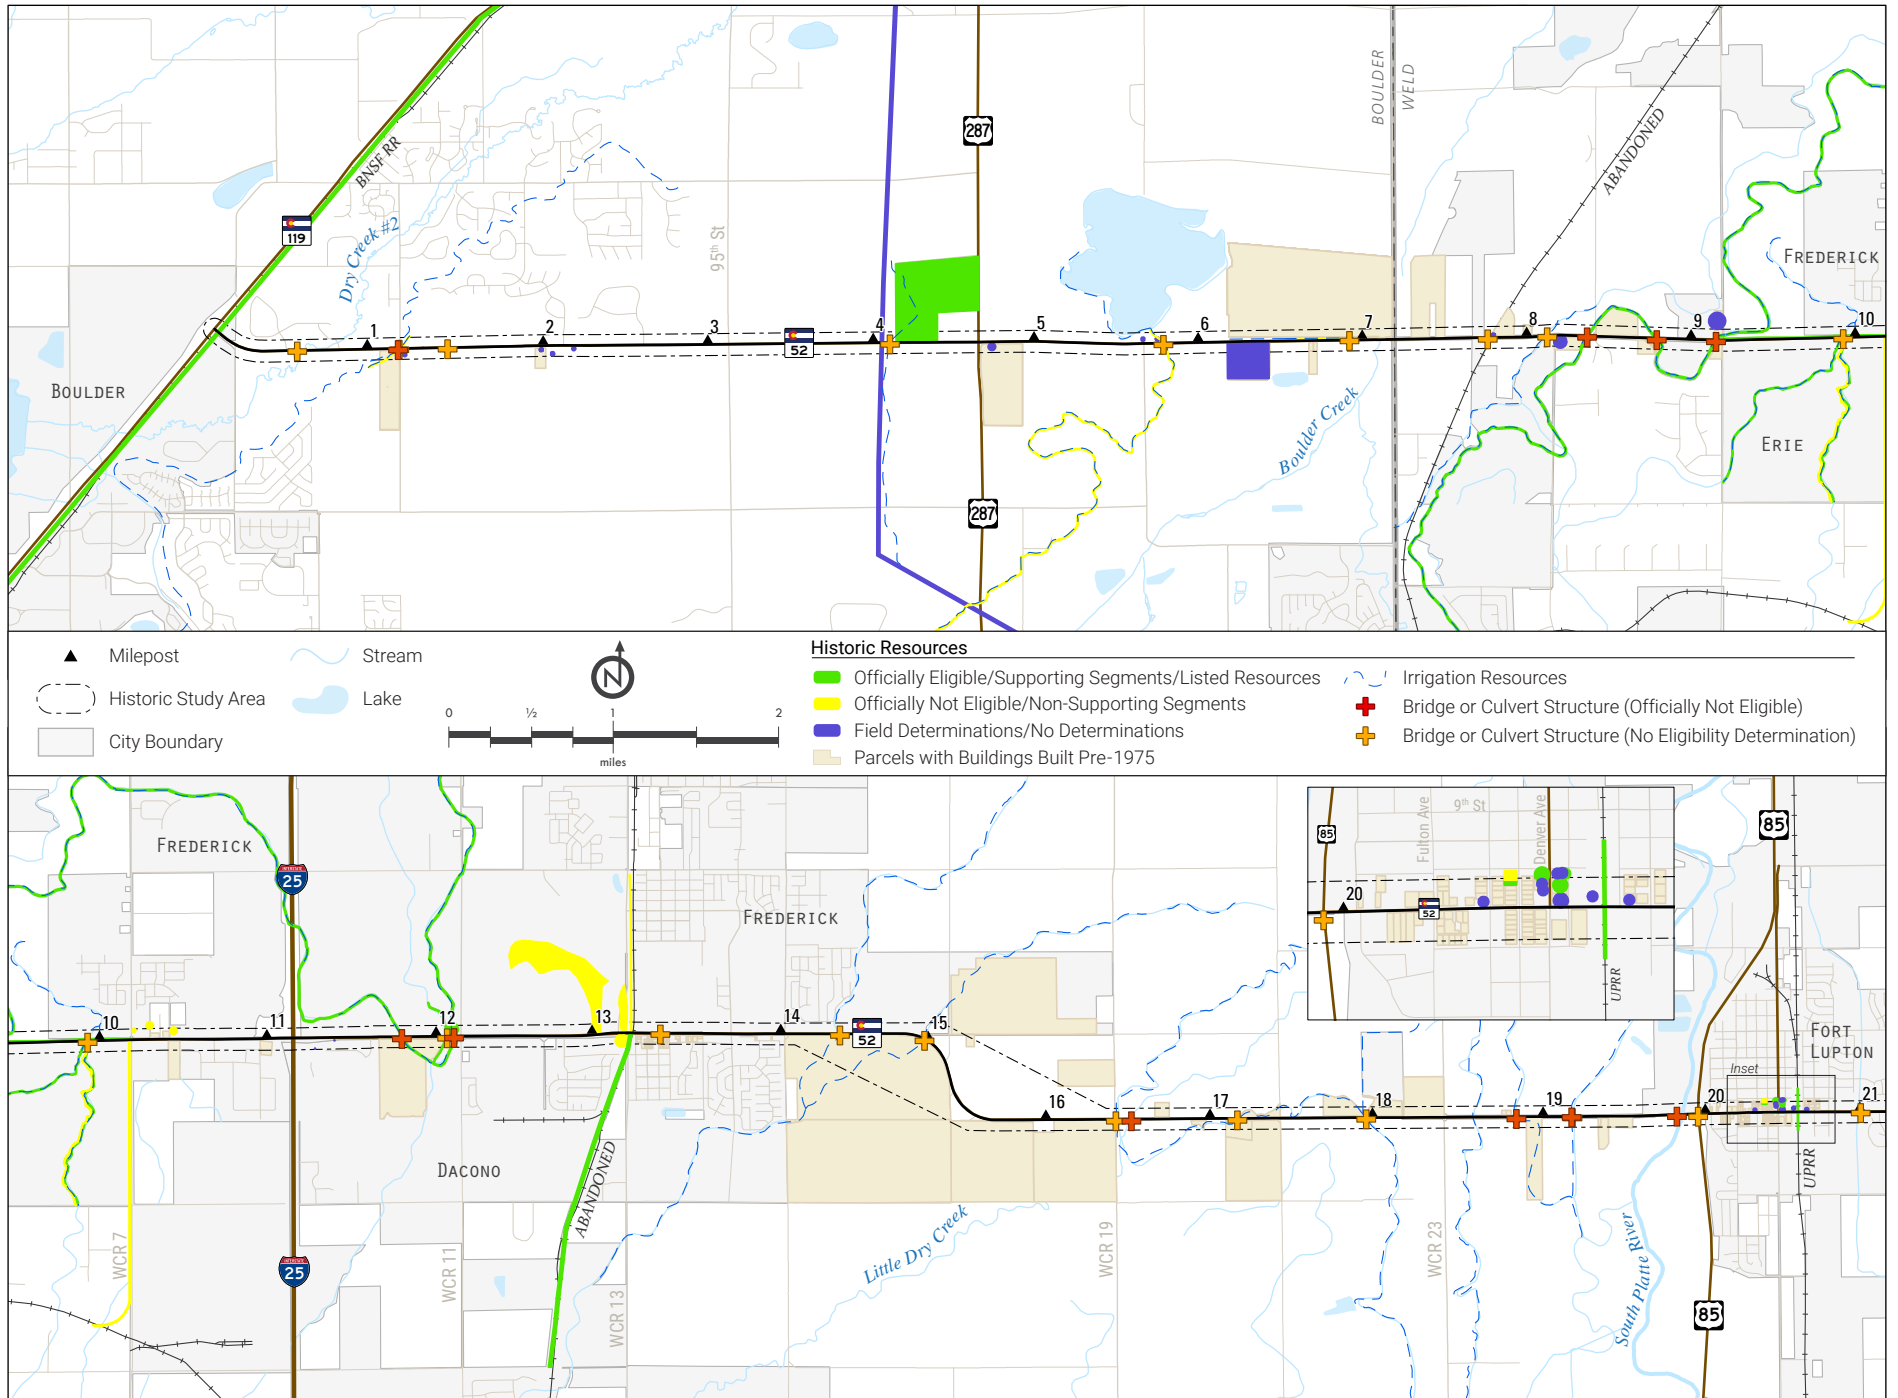 BOULDER
WELD
ABANDONED
287
BNSF RR
119
Dry Creek #2
95th St
FREDERICK
1
2
3
52
4
5
6
7
8
9
10
BOULDER
Boulder Creek
ERIE
287
Milepost
Historic Study Area
City Boundary
Stream
Lake
N
0
½
1
2
miles
Historic Resources
Officially Eligible/Supporting Segments/Listed Resources
Officially Not Eligible/Non-Supporting Segments
Field Determinations/No Determinations
Parcels with Buildings Built Pre-1975
Irrigation Resources
Bridge or Culvert Structure (Officially Not Eligible)
Bridge or Culvert Structure (No Eligibility Determination)
FREDERICK
INTERSTATE
25
FREDERICK
85
Fulton Ave
9th St
Denver Ave
20
52
UPRR
85
10
11
12
13
14
52
15
16
17
18
19
20
21
FORT
LUPTON
Inset
UPRR
DACONO
ABANDONED
WCR 7
INTERSTATE
25
WCR 11
WCR 13
Little Dry Creek
WCR 19
WCR 23
South Platte River
85